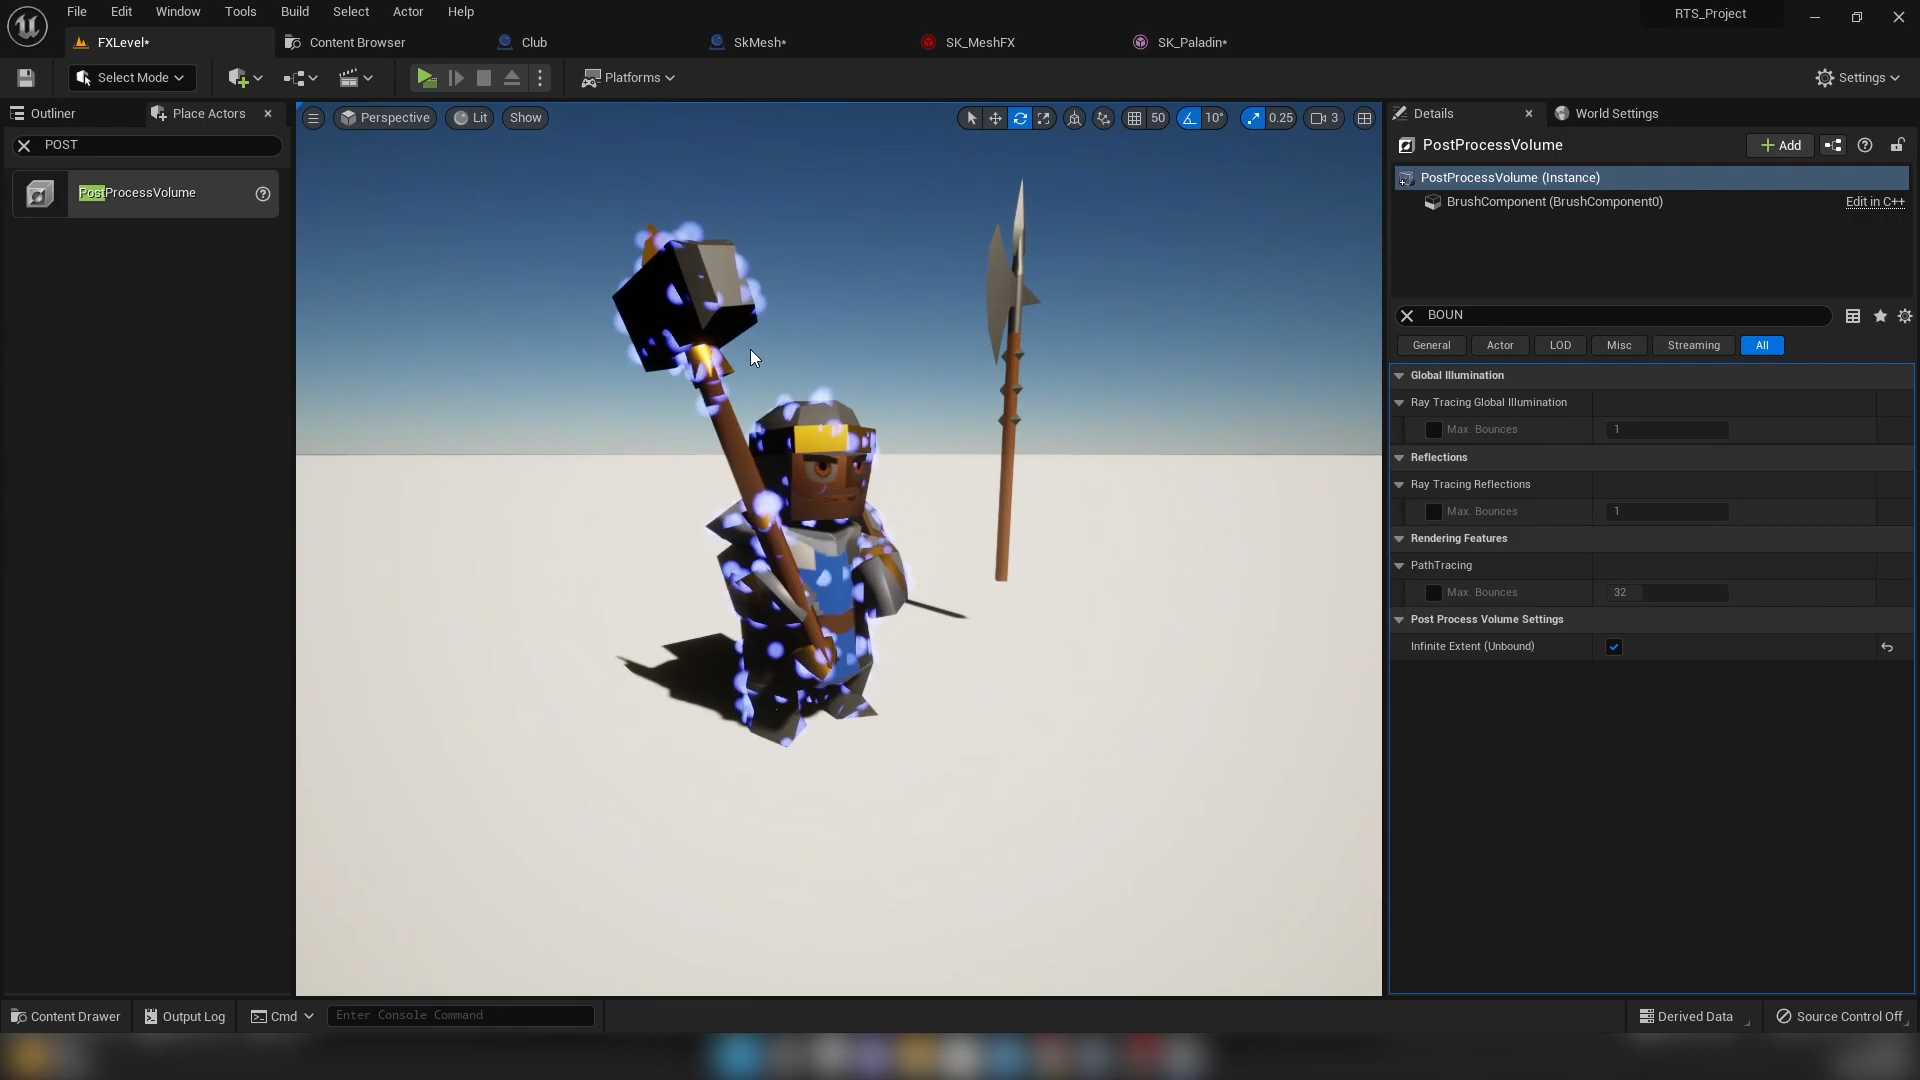 File Edit Window Tools Build Select Actor Help
RTS_Project
FXLevel* Content Browser Club SkMesh* SK_MeshFX SK_Paladin*
Select Mode Platforms Settings
Outliner Place Actors
POST
PostProcessVolume
Perspective Lit Show 50 10° 0.25 3
Details World Settings
PostProcessVolume Add
PostProcessVolume (Instance)
BrushComponent (BrushComponent0) Edit in C++
BOUN
General Actor LOD Misc Streaming All
Global Illumination
Ray Tracing Global Illumination
Max. Bounces 1
Reflections
Ray Tracing Reflections
Max. Bounces 1
Rendering Features
PathTracing
Max. Bounces 32
Post Process Volume Settings
Infinite Extent (Unbound)
Content Drawer Output Log Cmd Enter Console Command Derived Data Source Control Off